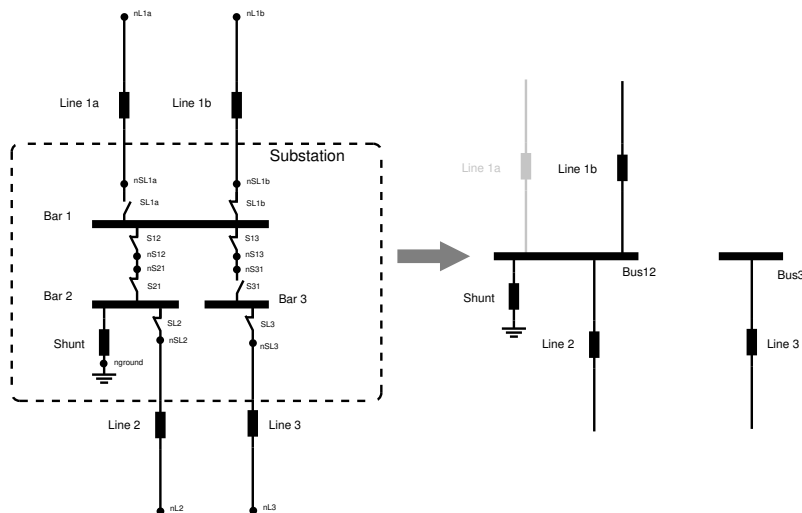 nL1a
nL1b
Line 1a
Line 1b
Substation
nSL1a
nSL1b
SL1a
SL1b
Bar 1
S12
S13
nS12
nS13
nS21
nS31
S21
S31
Bar 2
Bar 3
SL2
SL3
Shunt
nSL2
nSL3
nground
Line 2
Line 3
nL2
nL3
Line 1a
Line 1b
Bus12
Bus3
Shunt
Line 2
Line 3